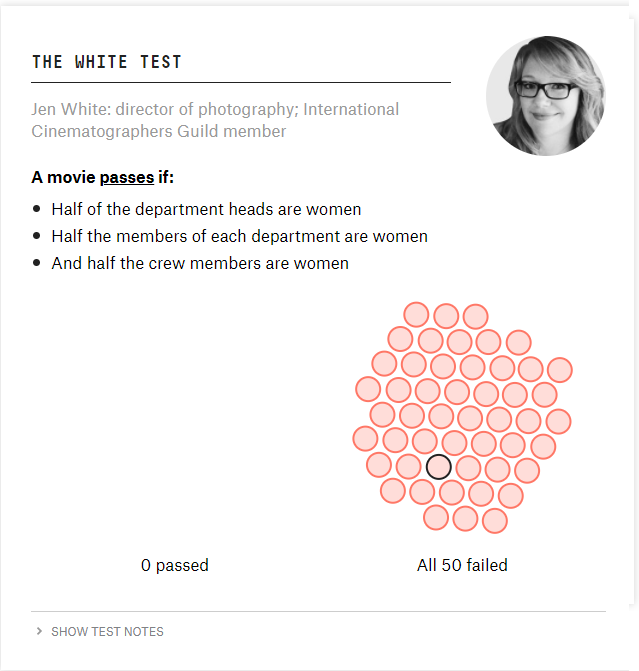 THE WHITE TEST
Jen White: director of photography; International
Cinematographers Guild member
A movie passes if:
Half of the department heads are women
Half the members of each department are women
And half the crew members are women
0 passed
All 50 failed
SHOW TEST NOTES